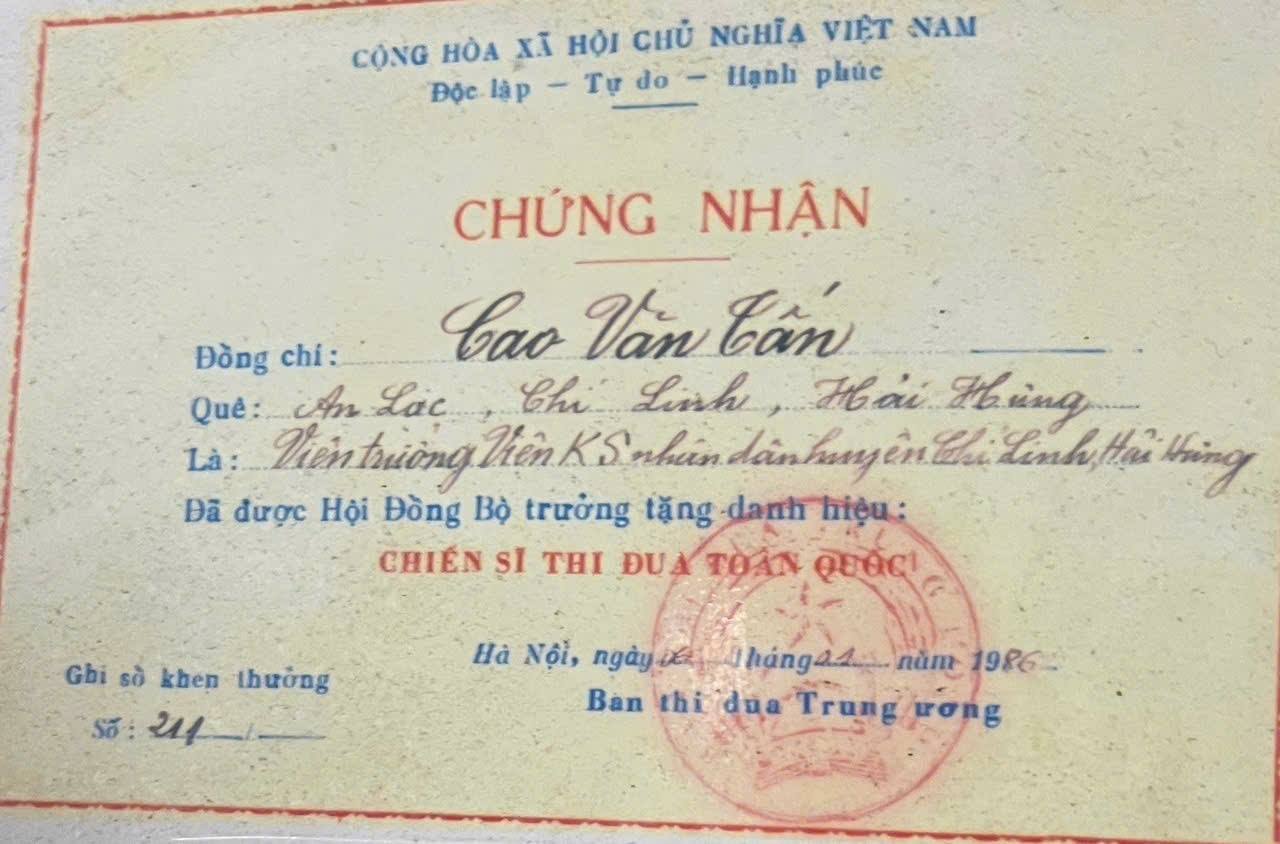 CỘNG HÒA XÃ HỘI CHỦ NGHĨA VIỆT NAM
Độc lập — Tự do — Hạnh phúc
CHỨNG NHẬN
Đồng chí: Cao Văn Tấn
Quê: An Lạc, Chí Linh, Hải Hưng
Là: Viện trưởng Viện KS nhân dân huyện Chí Linh, Hải Hưng
Đã được Hội Đồng Bộ trưởng tặng danh hiệu:
CHIẾN SĨ THI ĐUA TOÀN QUỐC
Hà Nội, ngày tháng 11 năm 1986
Ban thi đua Trung ương
Ghi sổ khen thưởng
Số: 211